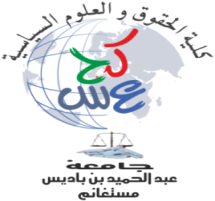 كلية الحقوق و العلوم السياسية
كح
عس
جامعة
عبد الحميد بن باديس
مستغانم